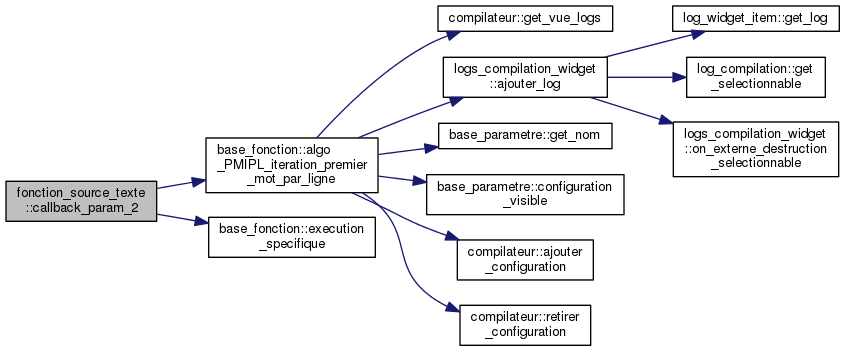 fonction_source_texte
::callback_param_2
base_fonction::algo
_PMIPL_iteration_premier
_mot_par_ligne
base_fonction::execution
_specifique
compilateur::get_vue_logs
logs_compilation_widget
::ajouter_log
base_parametre::get_nom
base_parametre::configuration
_visible
compilateur::ajouter
_configuration
compilateur::retirer
_configuration
log_widget_item::get_log
log_compilation::get
_selectionnable
logs_compilation_widget
::on_externe_destruction
_selectionnable